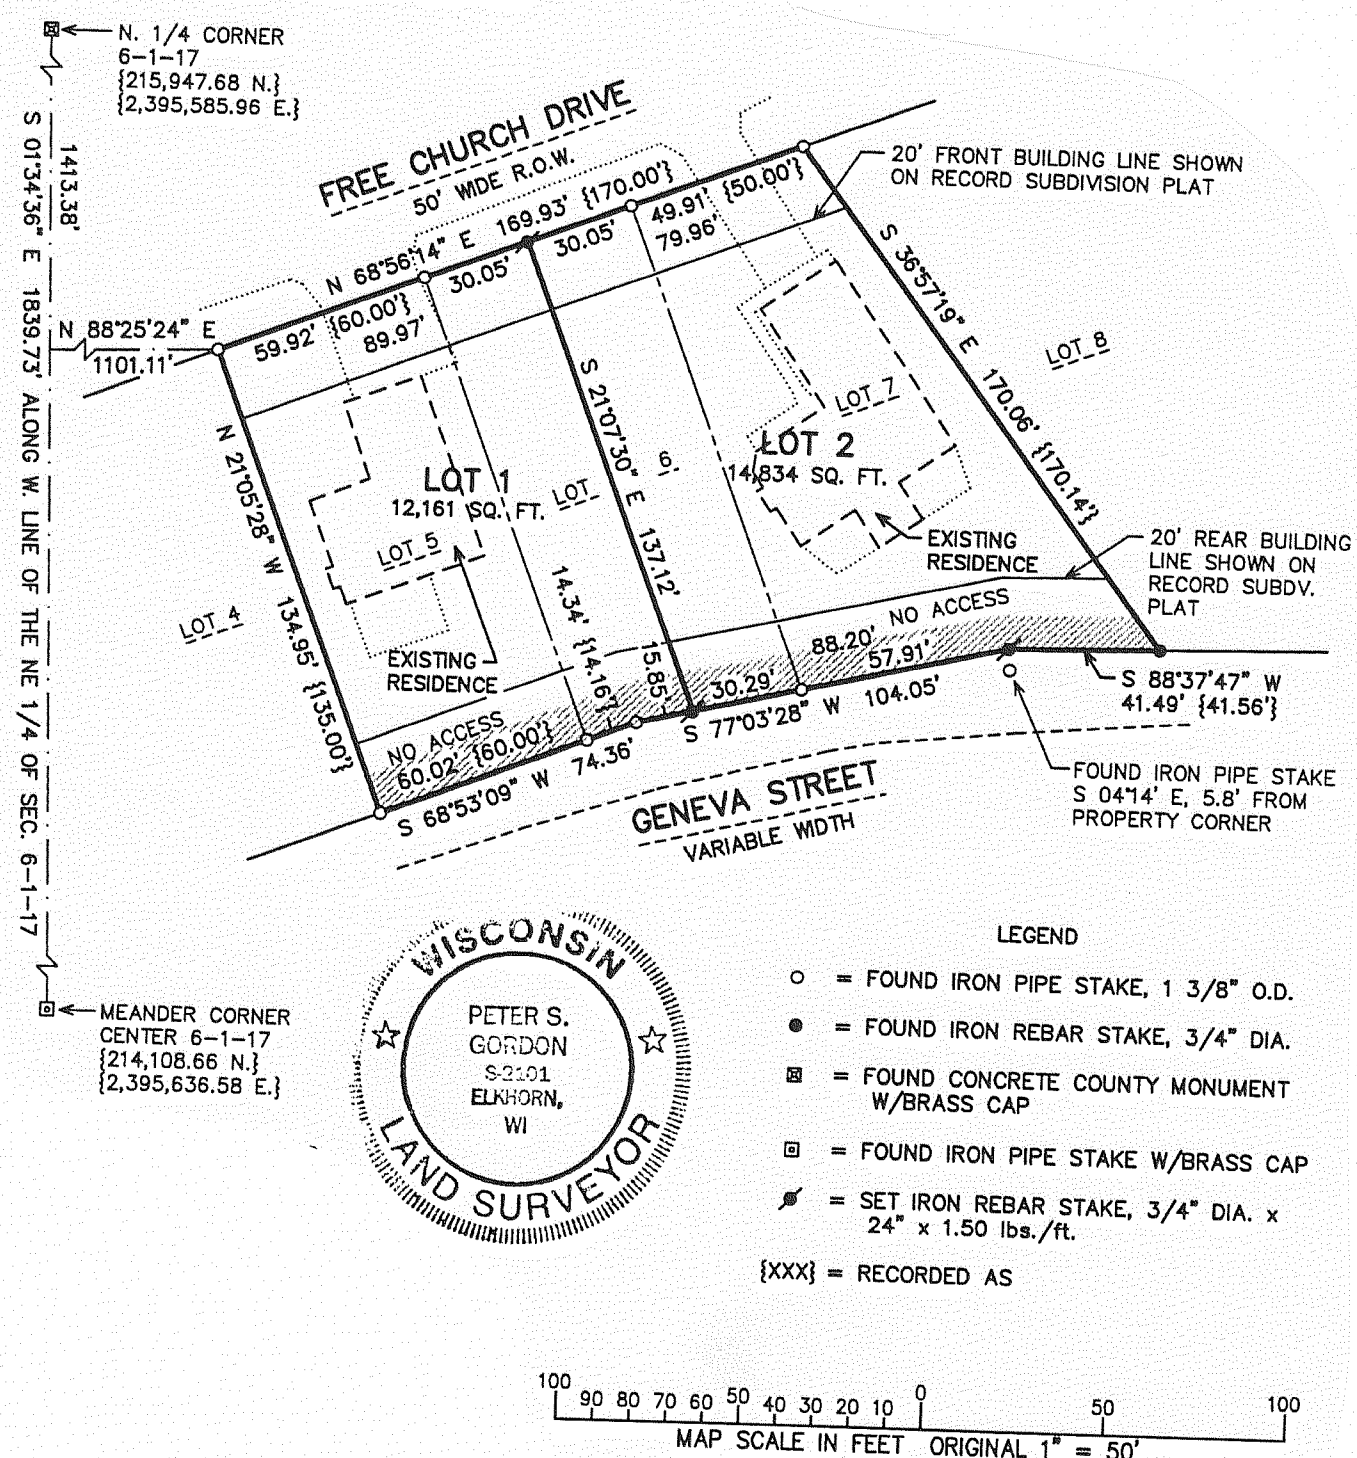 N. 1/4 CORNER
6-1-17
{215,947.68 N.}
{2,395,585.96 E.}
1413.38'
S 01°34'36" E 1839.73' ALONG W. LINE OF THE NE 1/4 OF SEC. 6-1-17
FREE CHURCH DRIVE
50' WIDE R.O.W.
N 68°56'14" E 169.93' {170.00'}
59.92' {60.00'}
89.97'
30.05'
30.05'
49.91' {50.00'}
79.96'
20' FRONT BUILDING LINE SHOWN
ON RECORD SUBDIVISION PLAT
N 88°25'24" E
1101.11'
N 21°05'28" W 134.95' {135.00'}
S 21°07'30" E 137.12'
S 36°57'19" E 170.06' {170.14'}
LOT 8
LOT 7
LOT 2
14,834 SQ. FT.
LOT 1
12,161 SQ. FT.
LOT 6
LOT 5
LOT 4
EXISTING
RESIDENCE
EXISTING
RESIDENCE
20' REAR BUILDING
LINE SHOWN ON
RECORD SUBDV.
PLAT
NO ACCESS
88.20'
57.91'
30.29'
15.85'
14.34' {14.16'}
NO ACCESS
60.02' {60.00'}
S 68°53'09" W 74.36'
S 77°03'28" W 104.05'
S 88°37'47" W
41.49' {41.56'}
GENEVA STREET
VARIABLE WIDTH
FOUND IRON PIPE STAKE
S 04°14' E, 5.8' FROM
PROPERTY CORNER
MEANDER CORNER
CENTER 6-1-17
{214,108.66 N.}
{2,395,636.58 E.}
WISCONSIN
PETER S.
GORDON
S-2101
ELKHORN,
WI
LAND SURVEYOR
LEGEND
= FOUND IRON PIPE STAKE, 1 3/8" O.D.
= FOUND IRON REBAR STAKE, 3/4" DIA.
= FOUND CONCRETE COUNTY MONUMENT
W/BRASS CAP
= FOUND IRON PIPE STAKE W/BRASS CAP
= SET IRON REBAR STAKE, 3/4" DIA. x
24" x 1.50 lbs./ft.
{XXX} = RECORDED AS
100 90 80 70 60 50 40 30 20 10 0 50 100
MAP SCALE IN FEET ORIGINAL 1" = 50'